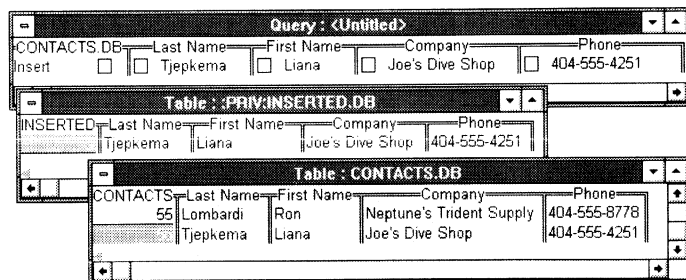 Query : <Untitled>
CONTACTS.DB Last Name First Name Company Phone
Insert Tjepkema Liana Joe's Dive Shop 404-555-4251
Table : :PRIV:INSERTED.DB
INSERTED Last Name First Name Company Phone
Tjepkema Liana Joe's Dive Shop 404-555-4251
Table : CONTACTS.DB
CONTACTS Last Name First Name Company Phone
55 Lombardi Ron Neptune's Trident Supply 404-555-8778
Tjepkema Liana Joe's Dive Shop 404-555-4251